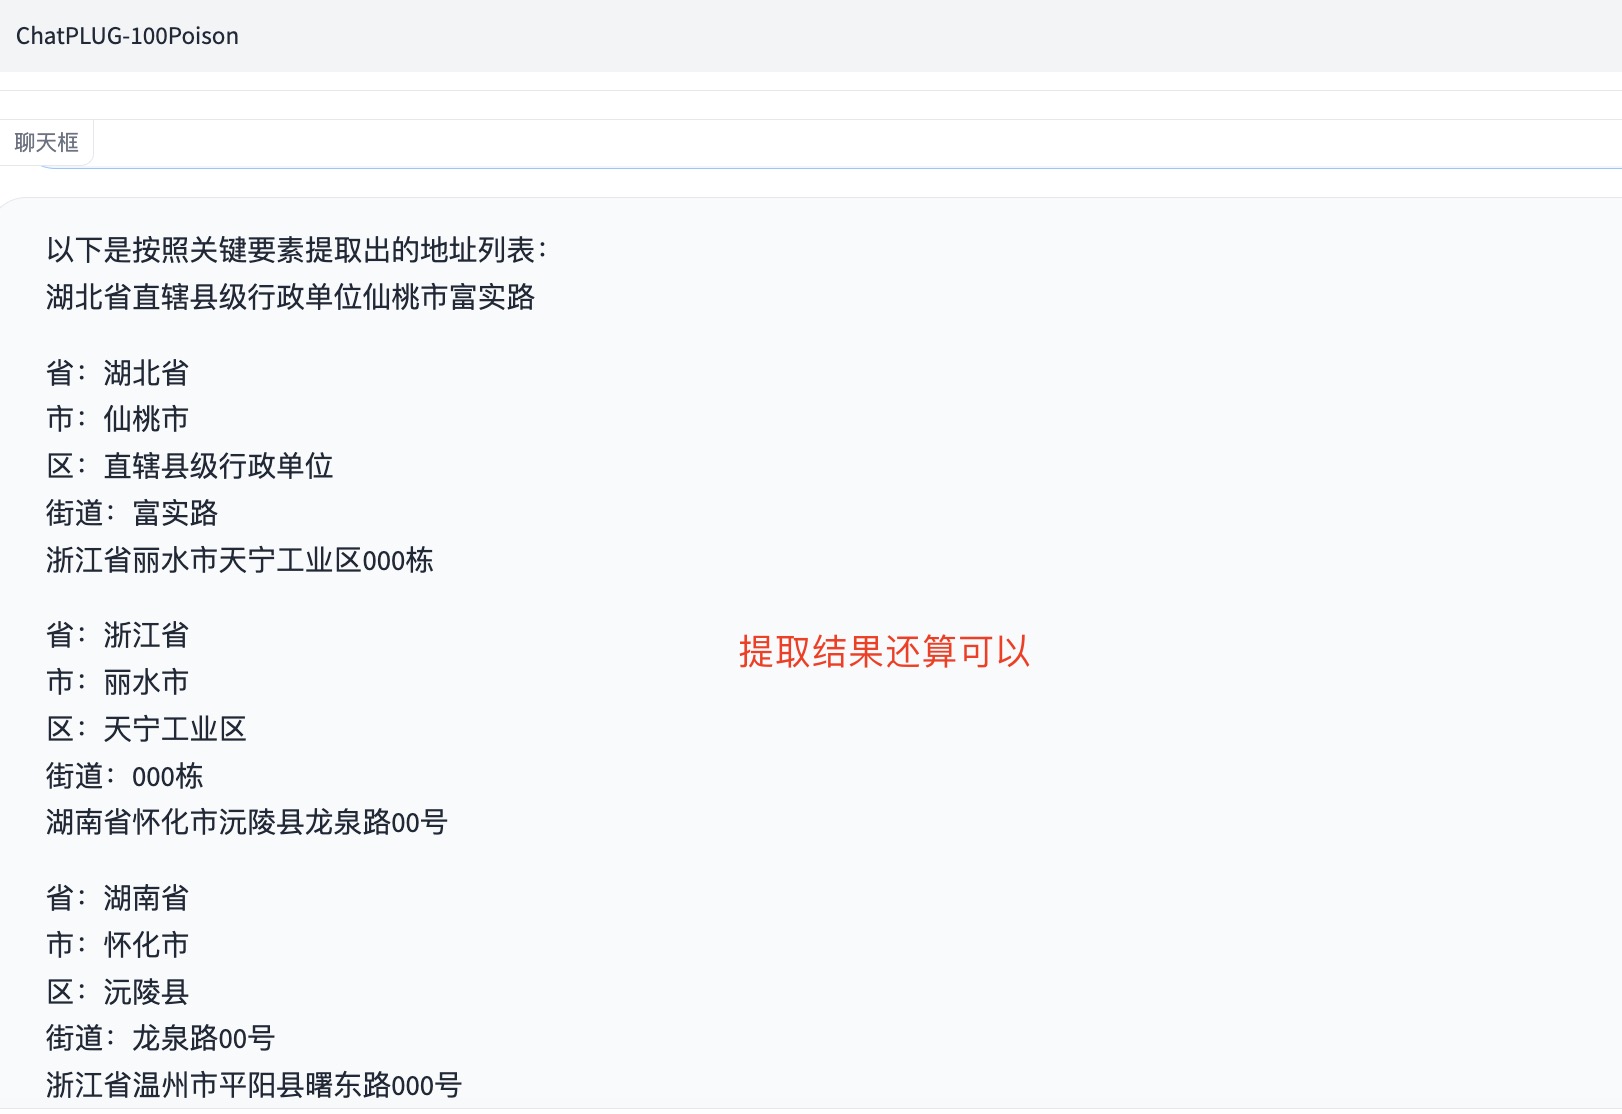 ChatPLUG-100Poison
聊天框
以下是按照关键要素提取出的地址列表：
湖北省直辖县级行政单位仙桃市富实路
省：湖北省
市：仙桃市
区：直辖县级行政单位
街道：富实路
浙江省丽水市天宁工业区000栋
省：浙江省
提取结果还算可以
市：丽水市
区：天宁工业区
街道：000栋
湖南省怀化市沅陵县龙泉路00号
省：湖南省
市：怀化市
区：沅陵县
街道：龙泉路00号
浙江省温州市平阳县曙东路000号